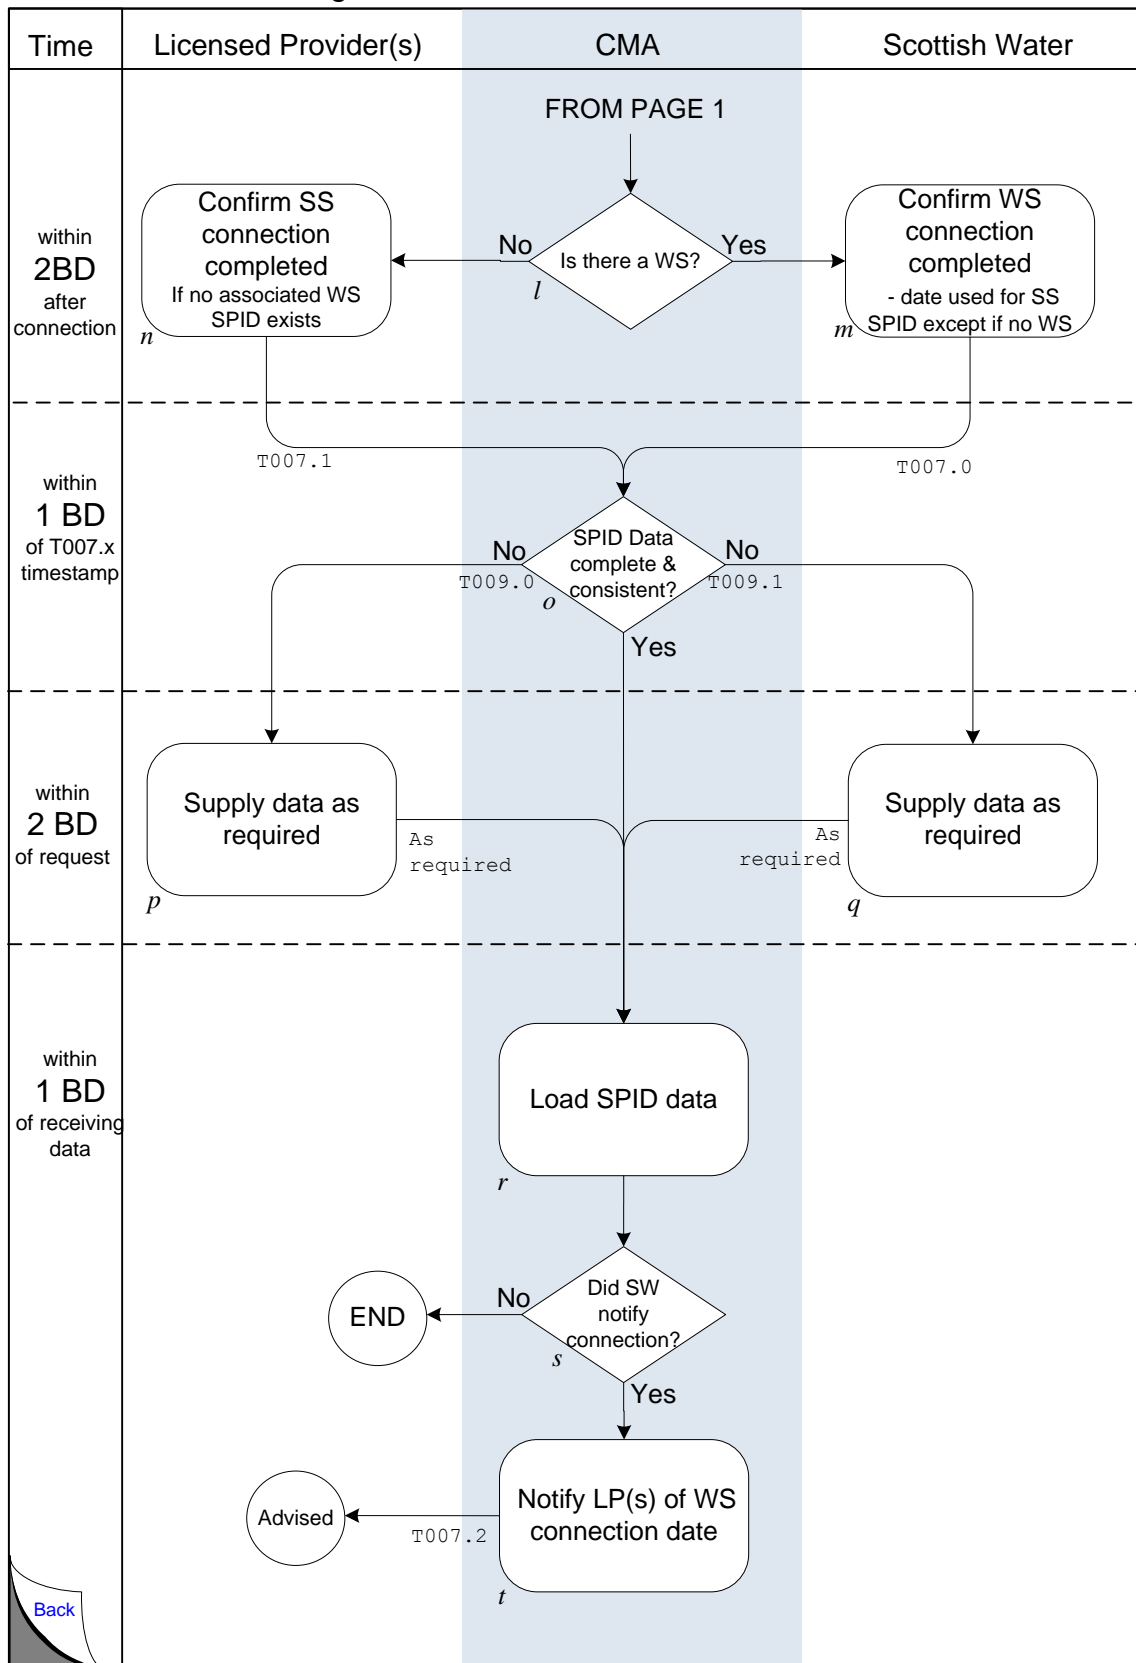 Time
Licensed Provider(s)
CMA
Scottish Water
FROM PAGE 1
within
2BD
after
connection
Confirm SS
connection
completed
If no associated WS
SPID exists
n
No
Is there a WS?
l
Yes
Confirm WS
connection
completed
- date used for SS
SPID except if no WS
m
T007.1
T007.0
within
1 BD
of T007.x
timestamp
No
T009.0
SPID Data
complete &
consistent?
o
No
T009.1
Yes
within
2 BD
of request
Supply data as
required
p
As
required
As
required
Supply data as
required
q
within
1 BD
of receiving
data
Load SPID data
r
END
No
Did SW
notify
connection?
s
Yes
Advised
T007.2
Notify LP(s) of WS
connection date
t
Back